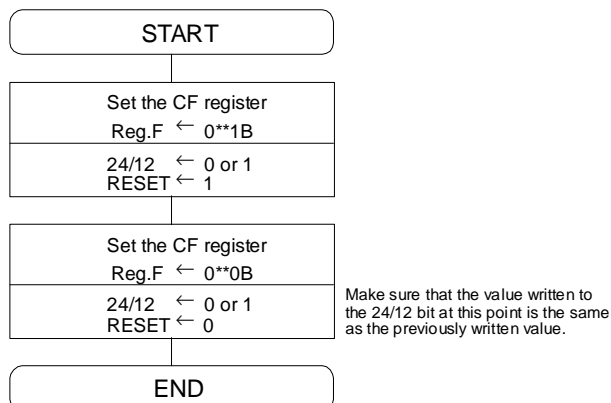 START
Set the CF register
Reg.F ← 0**1B
24/12 ← 0 or 1
RESET ← 1
Set the CF register
Reg.F ← 0**0B
24/12 ← 0 or 1
RESET ← 0
Make sure that the value written to
the 24/12 bit at this point is the same
as the previously written value.
END